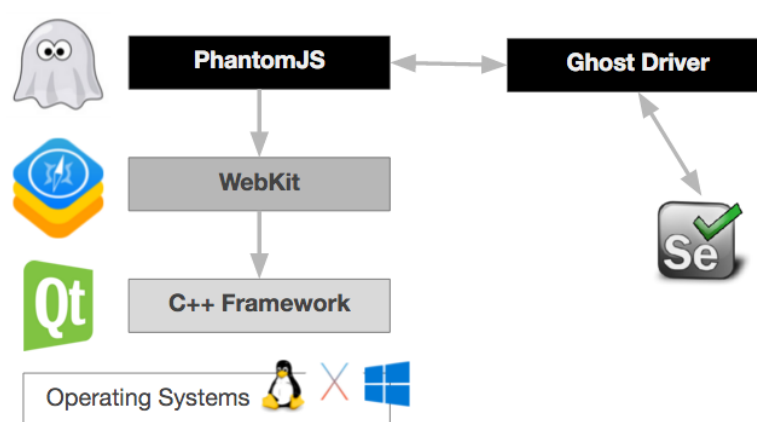 PhantomJS
Ghost Driver
WebKit
Se
Qt
C++ Framework
Operating Systems